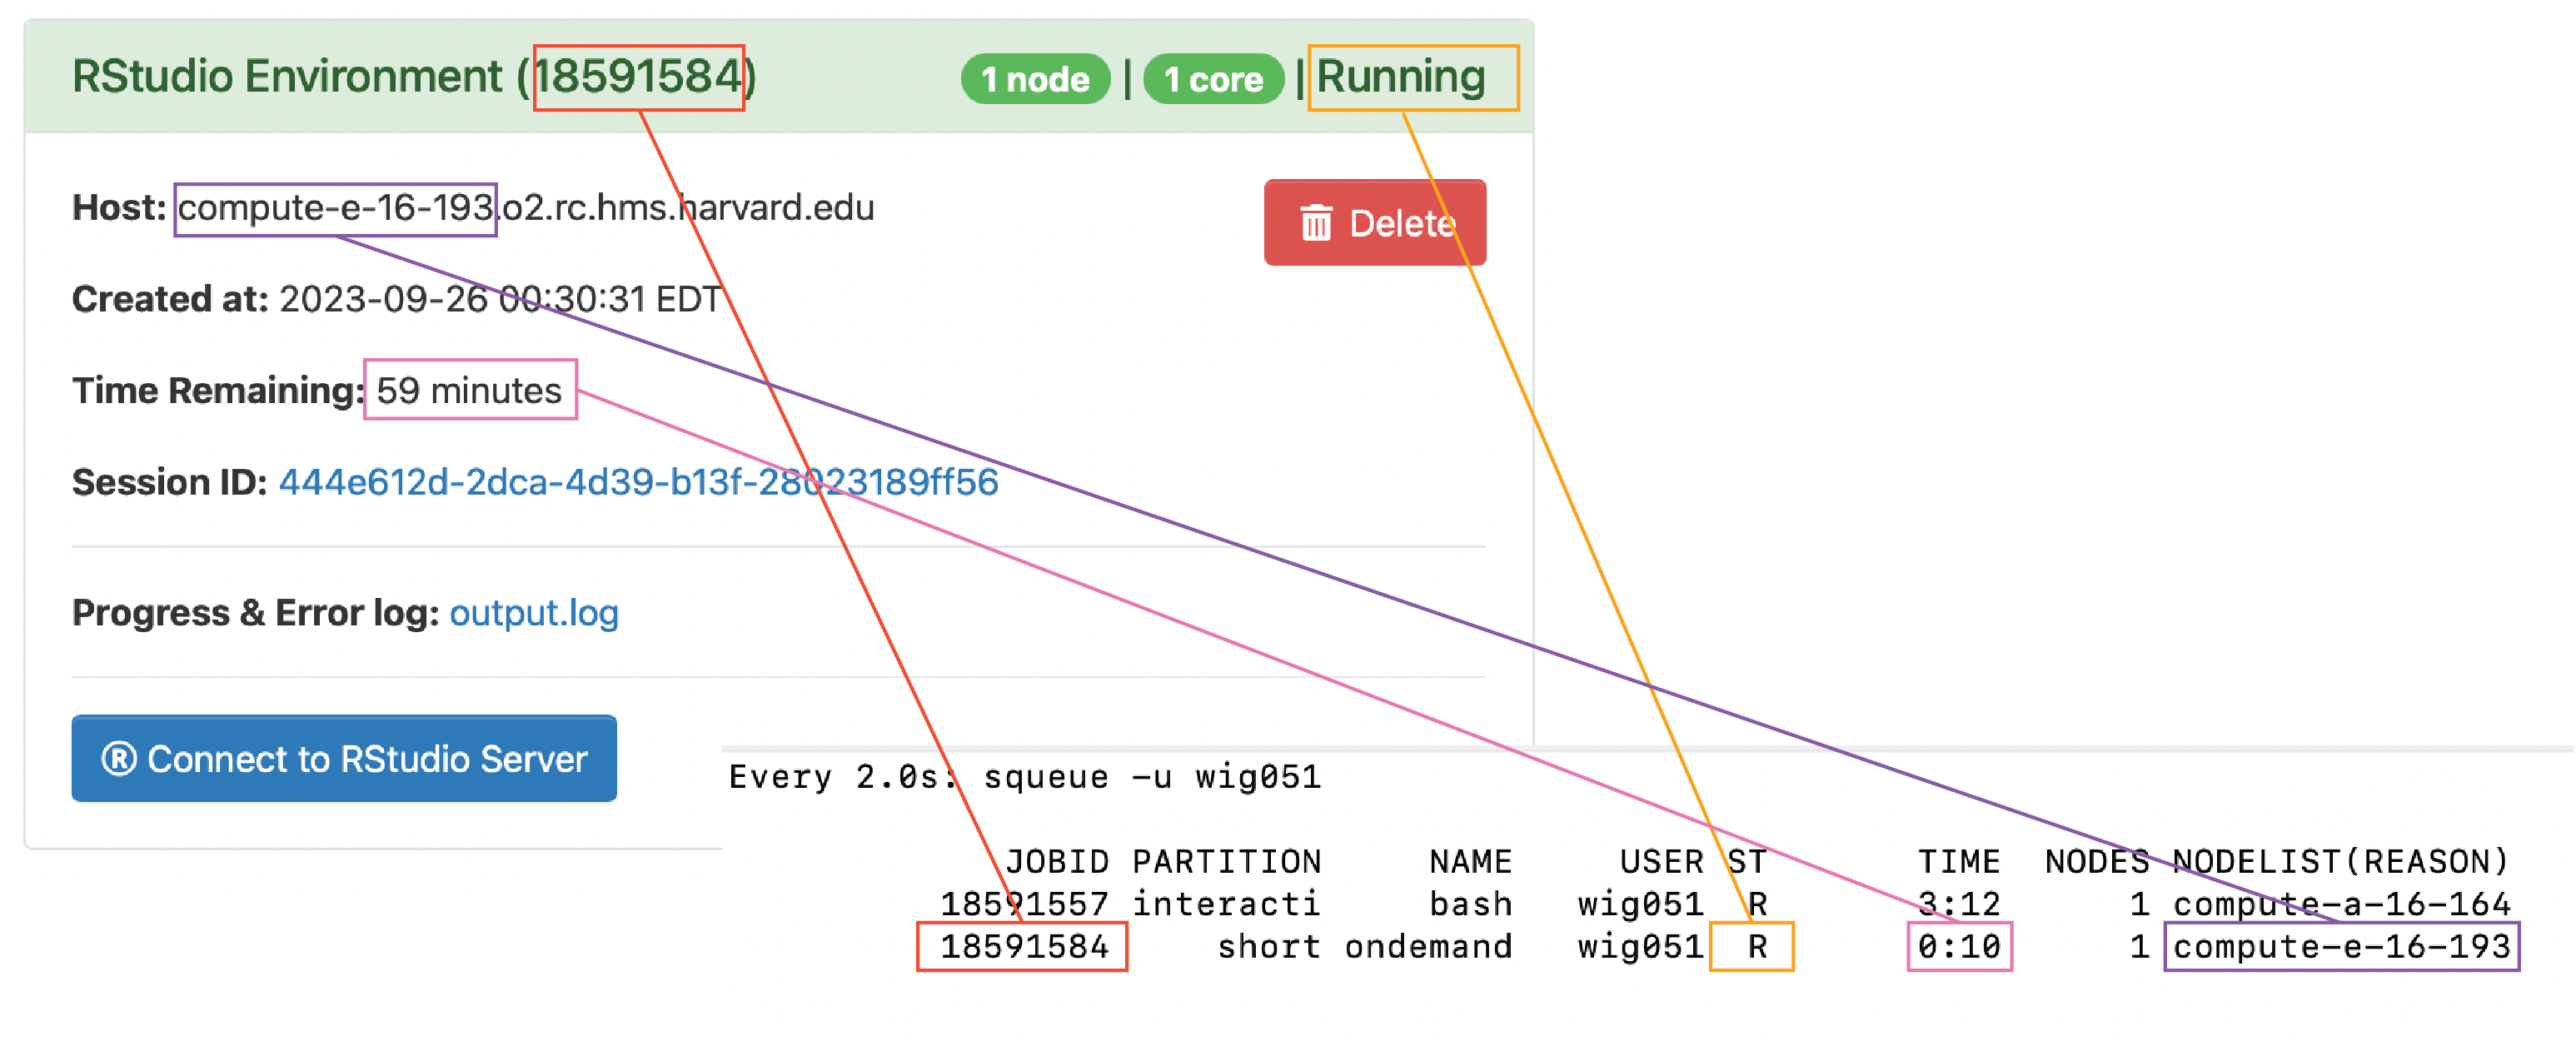 RStudio Environment (18591584) 1 node | 1 core | Running
Host: compute-e-16-193.o2.rc.hms.harvard.edu
Delete
Created at: 2023-09-26 00:30:31 EDT
Time Remaining: 59 minutes
Session ID: 444e612d-2dca-4d39-b13f-28023189ff56
Progress & Error log: output.log
® Connect to RStudio Server
Every 2.0s: squeue -u wig051
JOBID PARTITION NAME USER ST TIME NODES NODELIST(REASON)
18591557 interacti bash wig051 R 3:12 1 compute-a-16-164
18591584 short ondemand wig051 R 0:10 1 compute-e-16-193